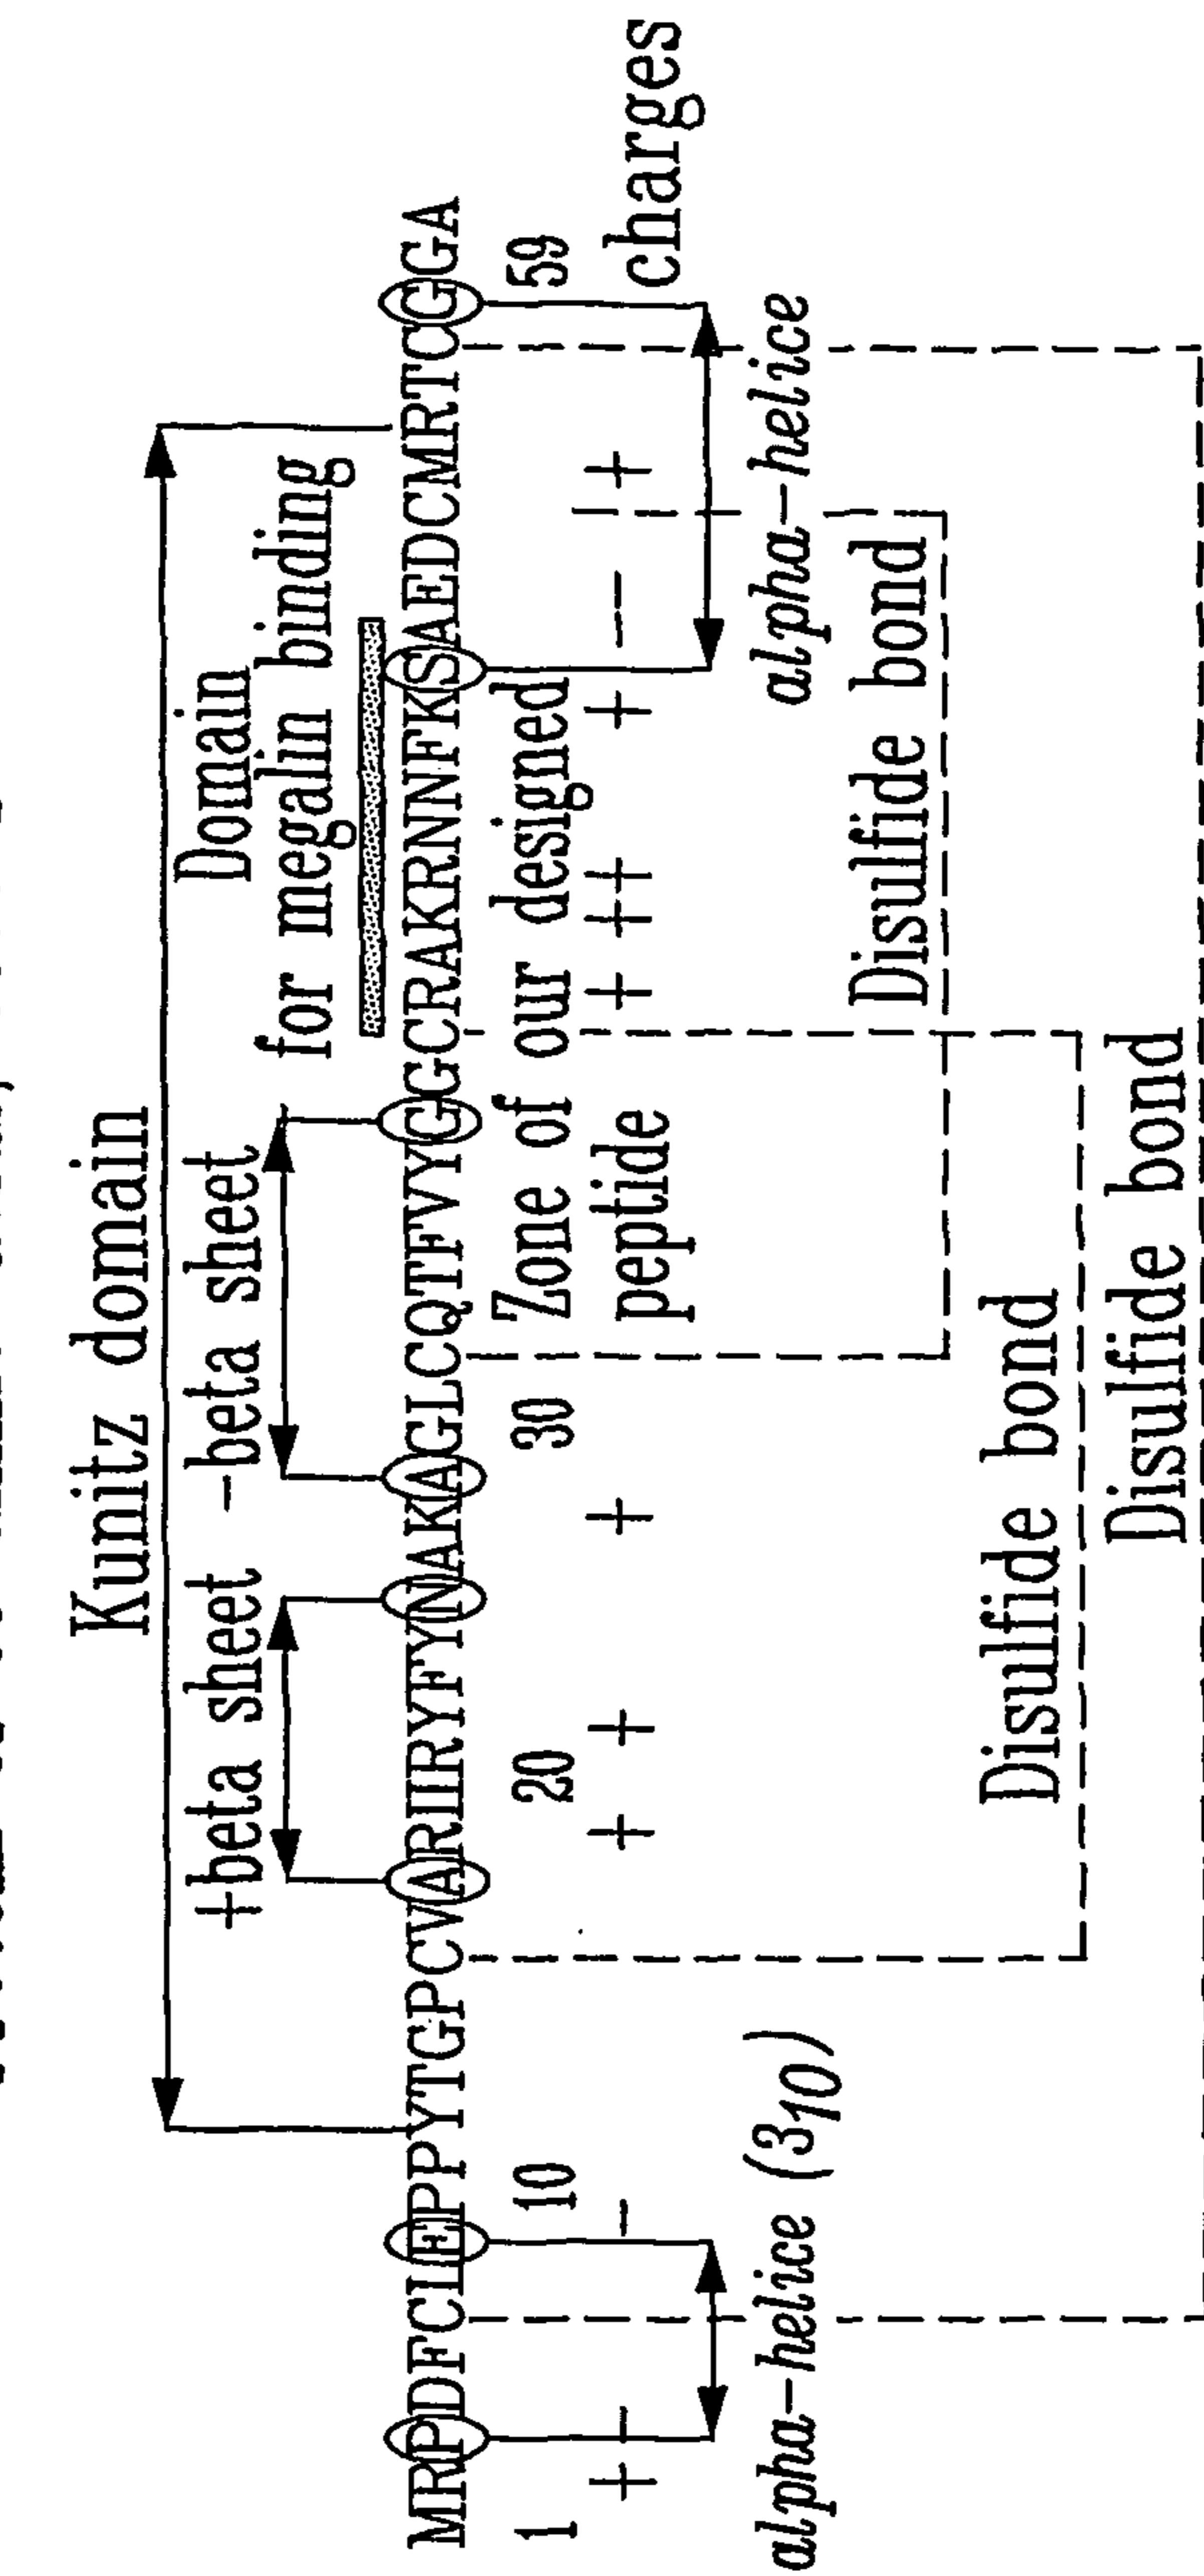 Kunitz domain
+beta sheet -beta sheet
Domain
for megalin binding
MRPDFCLEPPYTGPCVARIIRYFYNAKAGLCQTFVYGGCRAKRNNFKSAEDCMRTCGGA
1 10 20 30 59
Zone of our designed
peptide
+ - - + + + + ++ + -- + charges
alpha-helice (310)
alpha-helice
Disulfide bond
Disulfide bond
Disulfide bond